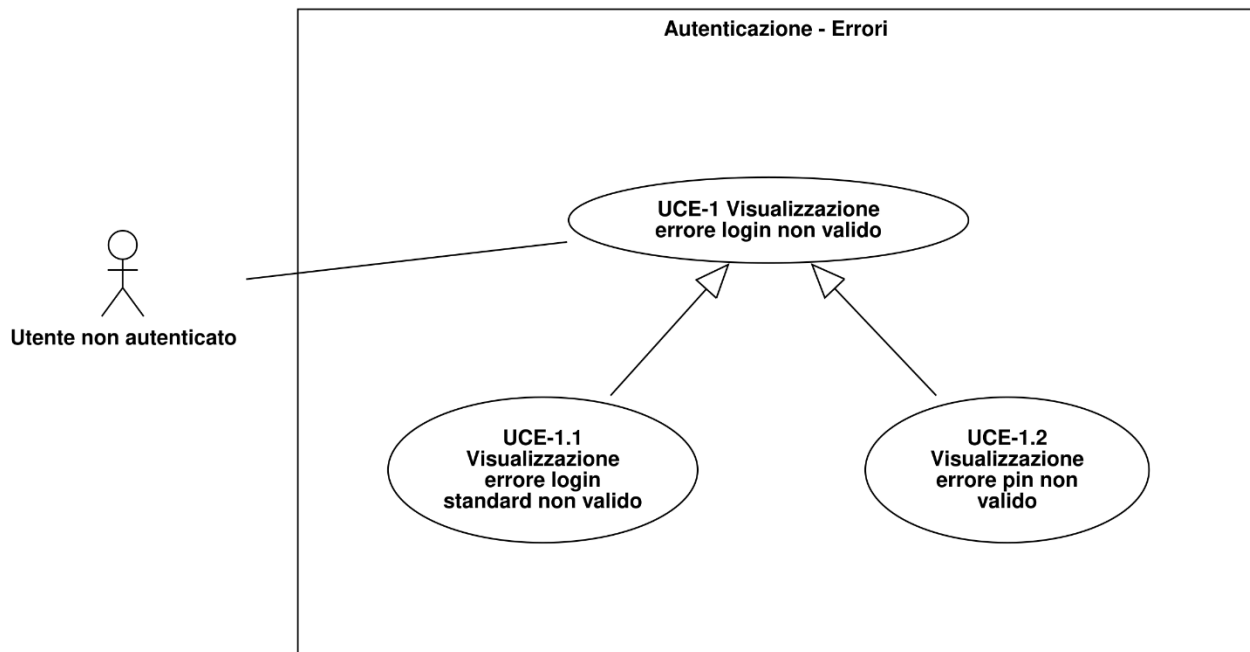 Autenticazione - Errori
UCE-1 Visualizzazione
errore login non valido
Utente non autenticato
UCE-1.1
Visualizzazione
errore login
standard non valido
UCE-1.2
Visualizzazione
errore pin non
valido